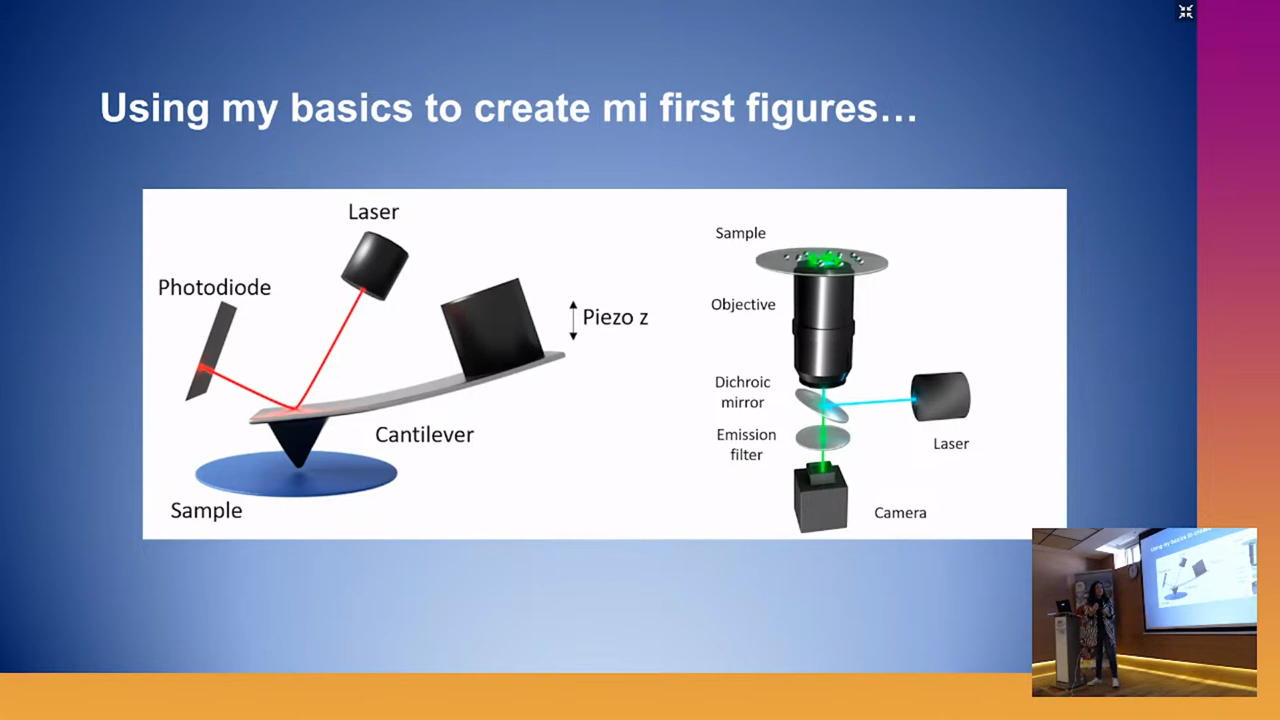 Using my basics to create mi first figures…
Laser
Photodiode
Piezo z
Cantilever
Sample
Sample
Objective
Dichroic
mirror
Emission
filter
Laser
Camera